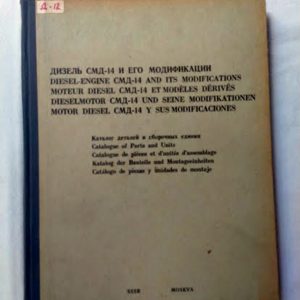 Д-12
ДИЗЕЛЬ СМД-14 И ЕГО МОДИФИКАЦИИ
DIESEL-ENGINE СМД-14 AND ITS MODIFICATIONS
MOTEUR DIESEL СМД-14 ET MODÈLES DÉRIVÉS
DIESELMOTOR СМД-14 UND SEINE MODIFIKATIONEN
MOTOR DIESEL СМД-14 Y SUS MODIFICACIONES
Каталог деталей и сборочных единиц
Catalogue of Parts and Units
Catalogue de pièces et d'unités d'assemblage
Katalog der Bauteile und Montageeinheiten
Catálogo de piezas y unidades de montaje
MOSKVA